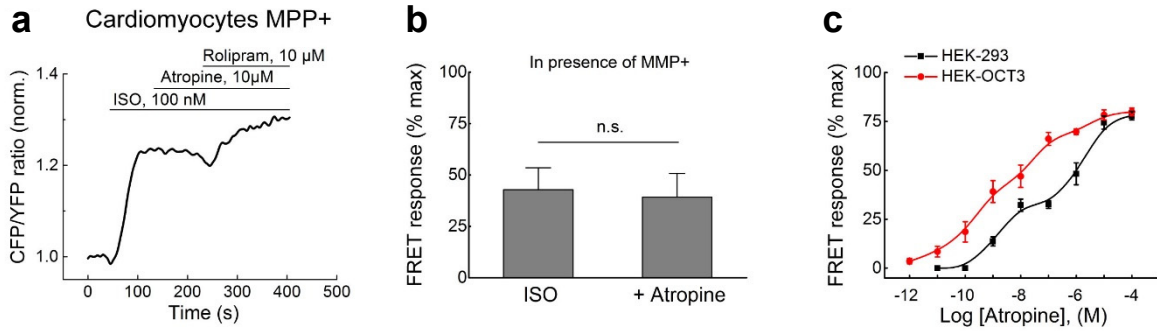 a
Cardiomyocytes MPP+
Rolipram, 10 µM
Atropine, 10µM
ISO, 100 nM
CFP/YFP ratio (norm.)
1.4
1.2
1.0
0 100 200 300 400 500
Time (s)
b
In presence of MMP+
n.s.
FRET response (% max)
100
75
50
25
0
ISO + Atropine
c
HEK-293
HEK-OCT3
FRET response (% max)
100
75
50
25
0
-12 -10 -8 -6 -4
Log [Atropine], (M)